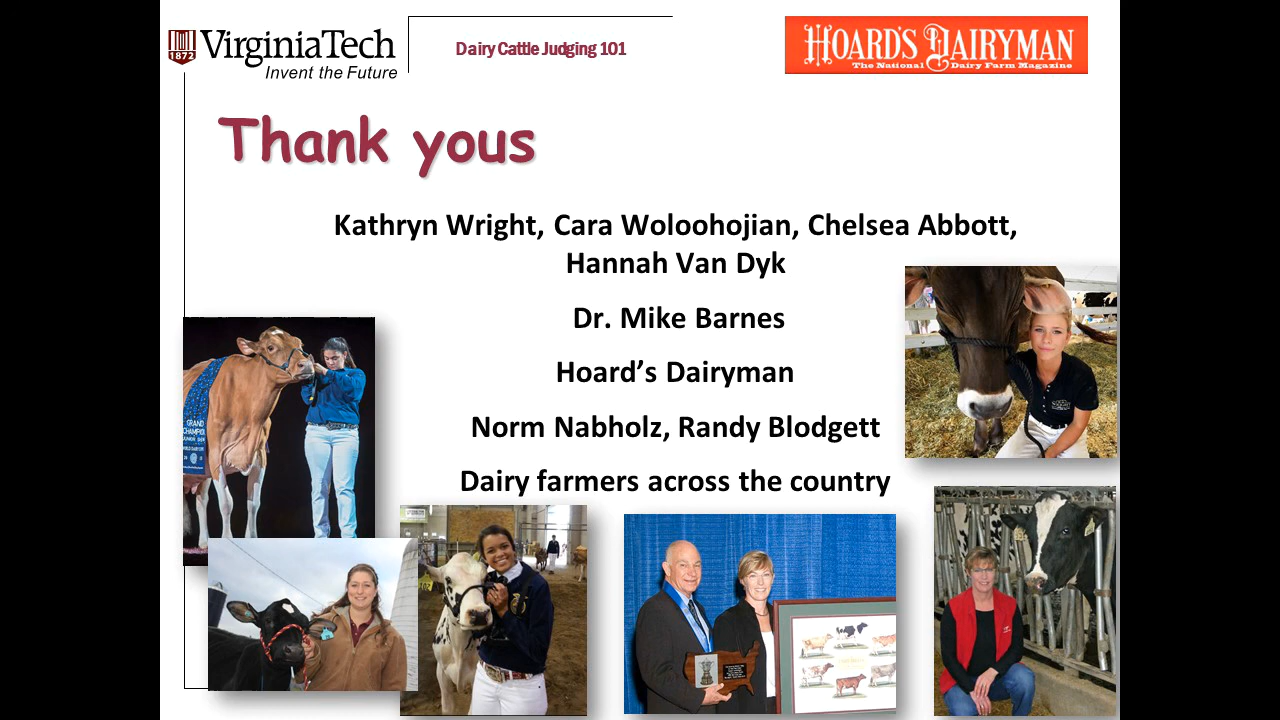 VirginiaTech
1872
Invent the Future
Dairy Cattle Judging 101
HOARD'S DAIRYMAN
The National Dairy Farm Magazine
Thank yous
Kathryn Wright, Cara Woloohojian, Chelsea Abbott,
Hannah Van Dyk
Dr. Mike Barnes
Hoard’s Dairyman
Norm Nabholz, Randy Blodgett
Dairy farmers across the country
GRAND
CHAMPION